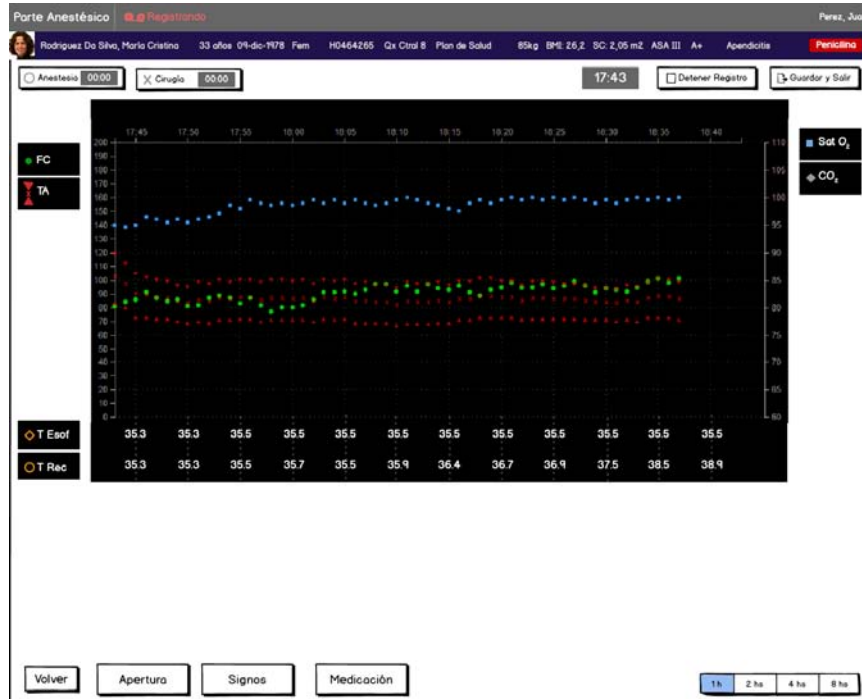 Parte Anestésico Registrando Perez, Jua
Rodriguez Da Silva, María Cristina 33 años 09-dic-1978 Fem H0464265 Qx Ctral 8 Plan de Salud 85kg BMI: 26,2 SC: 2,05 m2 ASA III A+ Apendicitis Penicilina
Anestesia 00:00 Cirugía 00:00 17:43 Detener Registro Guardar y Salir
17:45 17:50 17:55 18:00 18:05 18:10 18:15 18:20 18:25 18:30 18:35 18:40
FC
TA
200
190
180
170
160
150
140
130
120
110
100
90
80
70
60
50
40
30
20
10
0
110
100
95
90
85
80
75
70
65
60
Sat O₂
CO₂
T Esof 35.3 35.3 35.5 35.5 35.5 35.5 35.5 35.5 35.5 35.5 35.5 35.5
T Rec 35.3 35.3 35.5 35.7 35.5 35.9 36.4 36.7 36.9 37.5 38.5 38.9
Volver Apertura Signos Medicación 1 h 2 hs 4 hs 8 hs